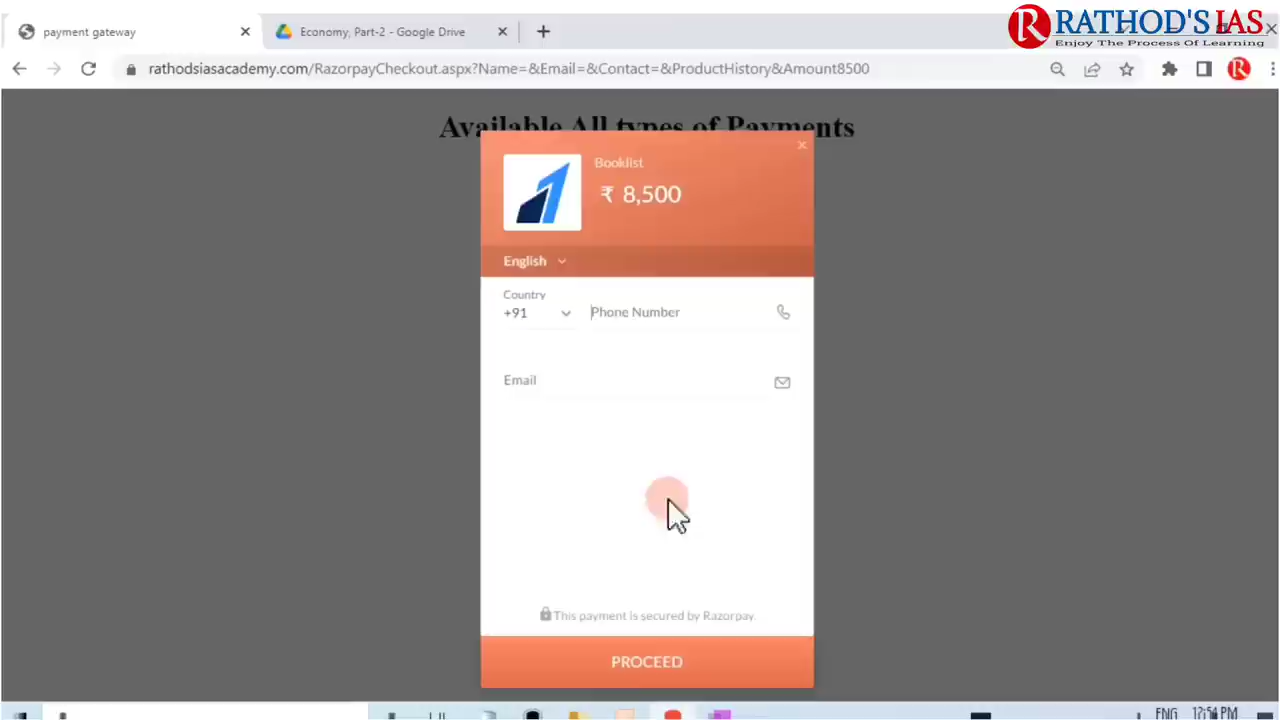 payment gateway
Economy, Part-2 - Google Drive
R RATHOD'S IAS
Enjoy The Process Of Learning
rathodsiasacademy.com/RazorpayCheckout.aspx?Name=&Email=&Contact=&ProductHistory&Amount8500
R
Available All types of Payments
Booklist
₹ 8,500
English
Country
+91
Phone Number
Email
This payment is secured by Razorpay.
PROCEED
ENG 12:54 PM